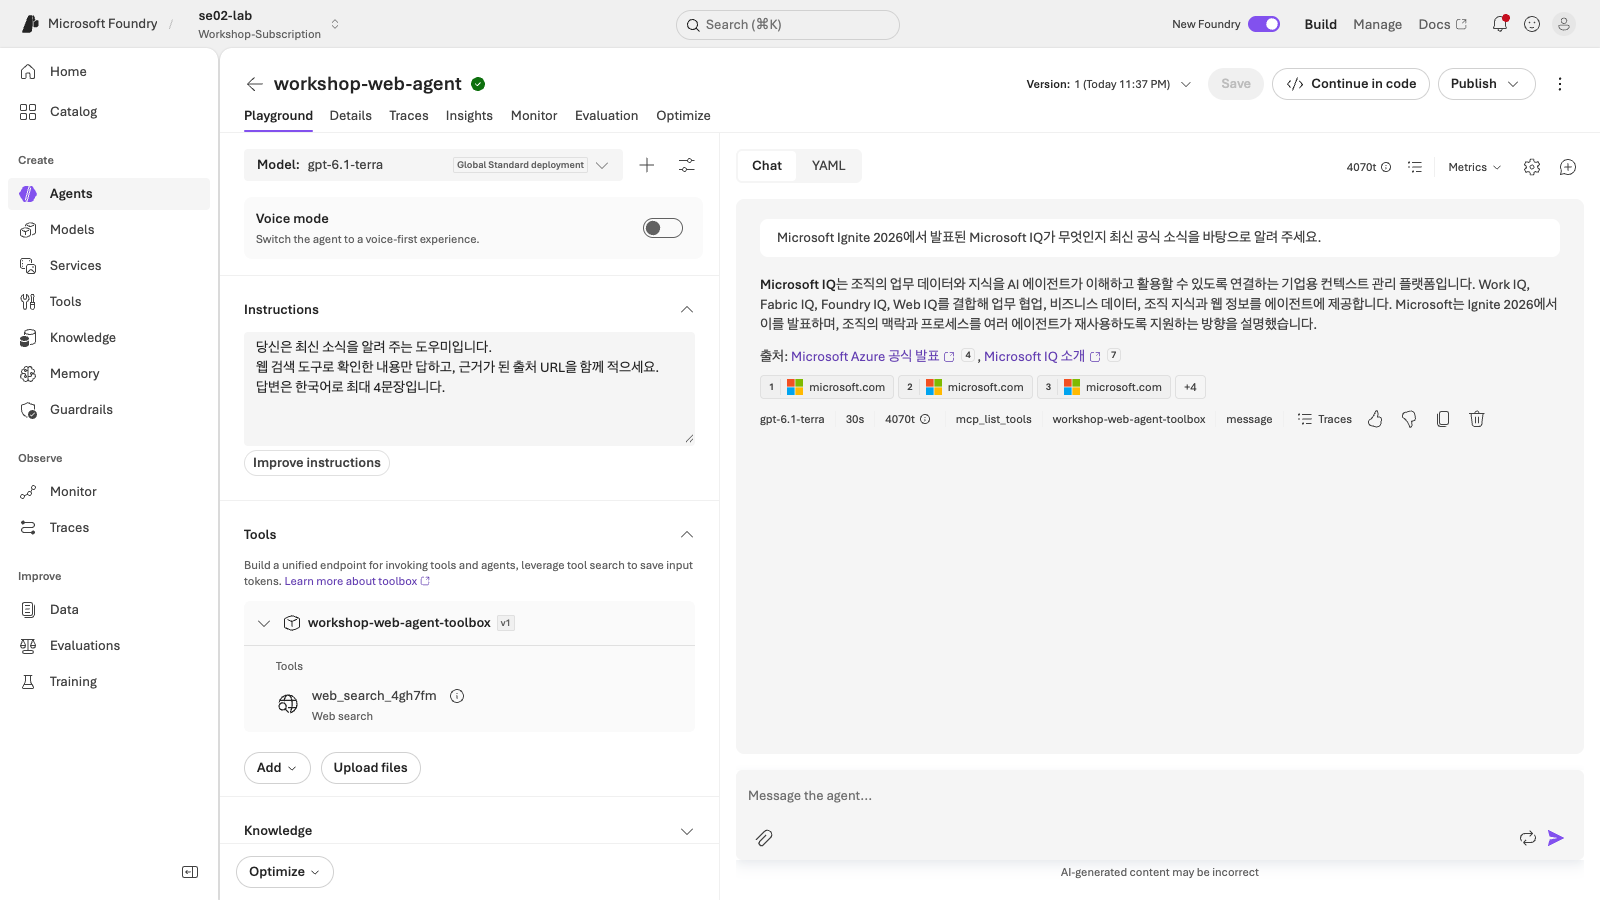 Microsoft Foundry
/
se02-lab
Workshop-Subscription
Search (⌘K)
New Foundry
Build
Manage
Docs
Home
Catalog
Create
Agents
Models
Services
Tools
Knowledge
Memory
Guardrails
Observe
Monitor
Traces
Improve
Data
Evaluations
Training
workshop-web-agent
Version: 1 (Today 11:37 PM)
Save
Continue in code
Publish
Playground
Details
Traces
Insights
Monitor
Evaluation
Optimize
Model: gpt-6.1-terra
Global Standard deployment
Voice mode
Switch the agent to a voice-first experience.
Instructions
당신은 최신 소식을 알려 주는 도우미입니다.
웹 검색 도구로 확인한 내용만 답하고, 근거가 된 출처 URL을 함께 적으세요.
답변은 한국어로 최대 4문장입니다.
Improve instructions
Tools
Build a unified endpoint for invoking tools and agents, leverage tool search to save input
tokens. Learn more about toolbox
workshop-web-agent-toolbox v1
Tools
web_search_4gh7fm
Web search
Add
Upload files
Knowledge
Optimize
Chat
YAML
4070t
Metrics
Microsoft Ignite 2026에서 발표된 Microsoft IQ가 무엇인지 최신 공식 소식을 바탕으로 알려 주세요.
Microsoft IQ는 조직의 업무 데이터와 지식을 AI 에이전트가 이해하고 활용할 수 있도록 연결하는 기업용 컨텍스트 관리 플랫폼입니다. Work IQ,
Fabric IQ, Foundry IQ, Web IQ를 결합해 업무 협업, 비즈니스 데이터, 조직 지식과 웹 정보를 에이전트에 제공합니다. Microsoft는 Ignite 2026에서
이를 발표하며, 조직의 맥락과 프로세스를 여러 에이전트가 재사용하도록 지원하는 방향을 설명했습니다.
출처: Microsoft Azure 공식 발표 4 , Microsoft IQ 소개 7
1 microsoft.com
2 microsoft.com
3 microsoft.com
+4
gpt-6.1-terra
30s
4070t
mcp_list_tools
workshop-web-agent-toolbox
message
Traces
Message the agent...
AI-generated content may be incorrect